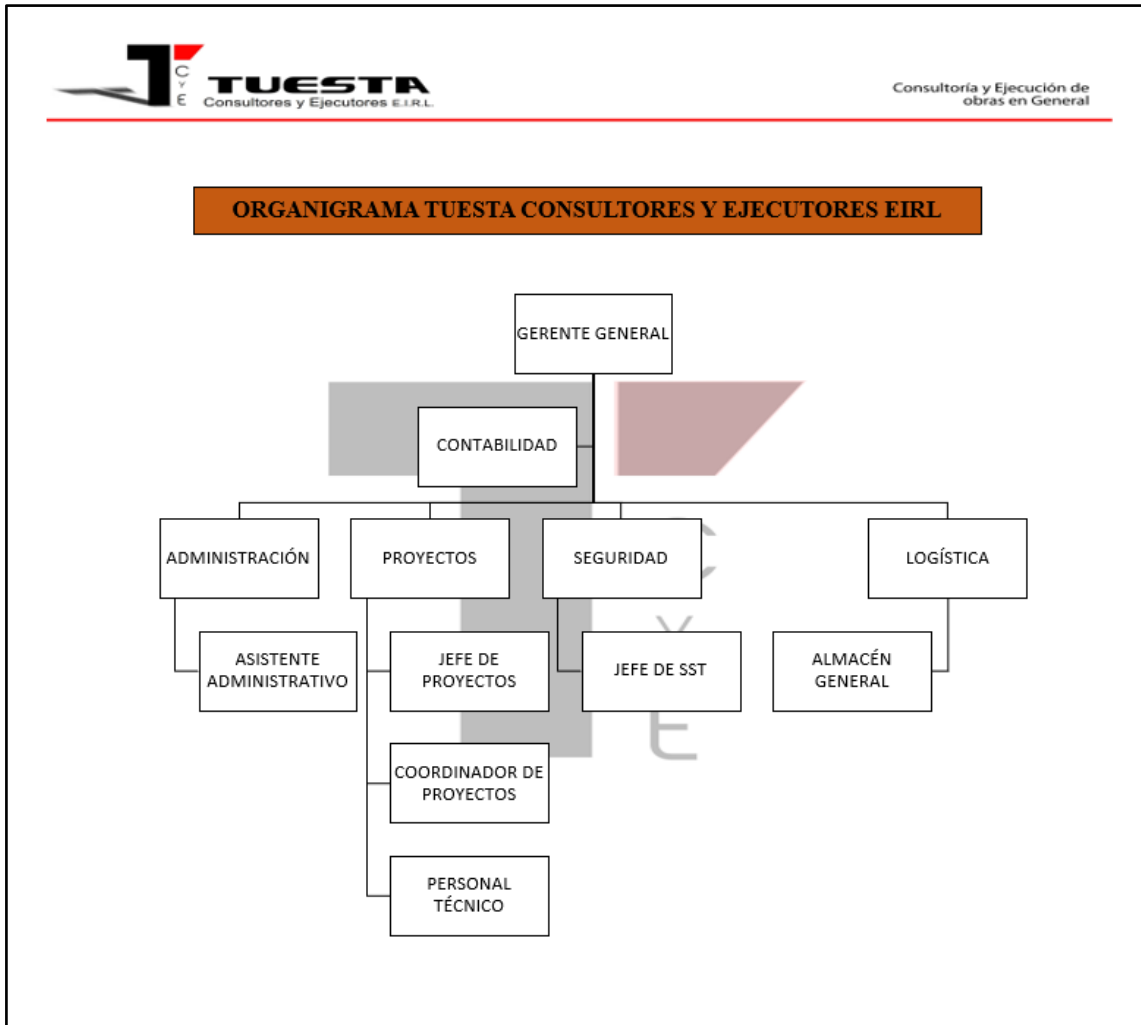 C
Y
E
TUESTA
Consultores y Ejecutores E.I.R.L.
Consultoría y Ejecución de
obras en General
ORGANIGRAMA TUESTA CONSULTORES Y EJECUTORES EIRL
GERENTE GENERAL
CONTABILIDAD
ADMINISTRACIÓN
PROYECTOS
SEGURIDAD
LOGÍSTICA
ASISTENTE
ADMINISTRATIVO
JEFE DE
PROYECTOS
JEFE DE SST
ALMACÉN
GENERAL
COORDINADOR DE
PROYECTOS
PERSONAL
TÉCNICO
C
Y
E